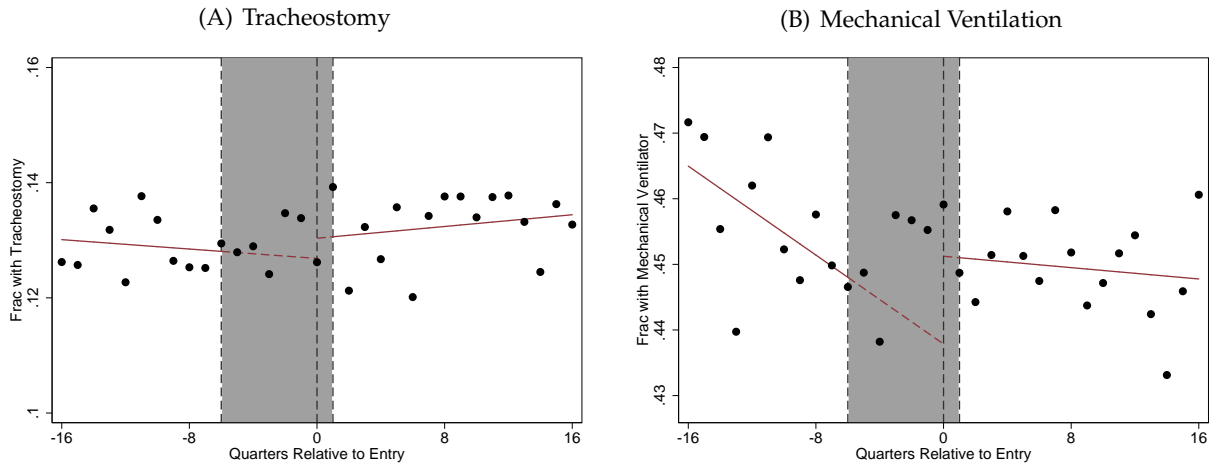 (A) Tracheostomy
Frac with Tracheostomy
.16
.14
.12
.1
-16 -8 0 8 16
Quarters Relative to Entry
(B) Mechanical Ventilation
Frac with Mechanical Ventilator
.48
.47
.46
.45
.44
.43
-16 -8 0 8 16
Quarters Relative to Entry